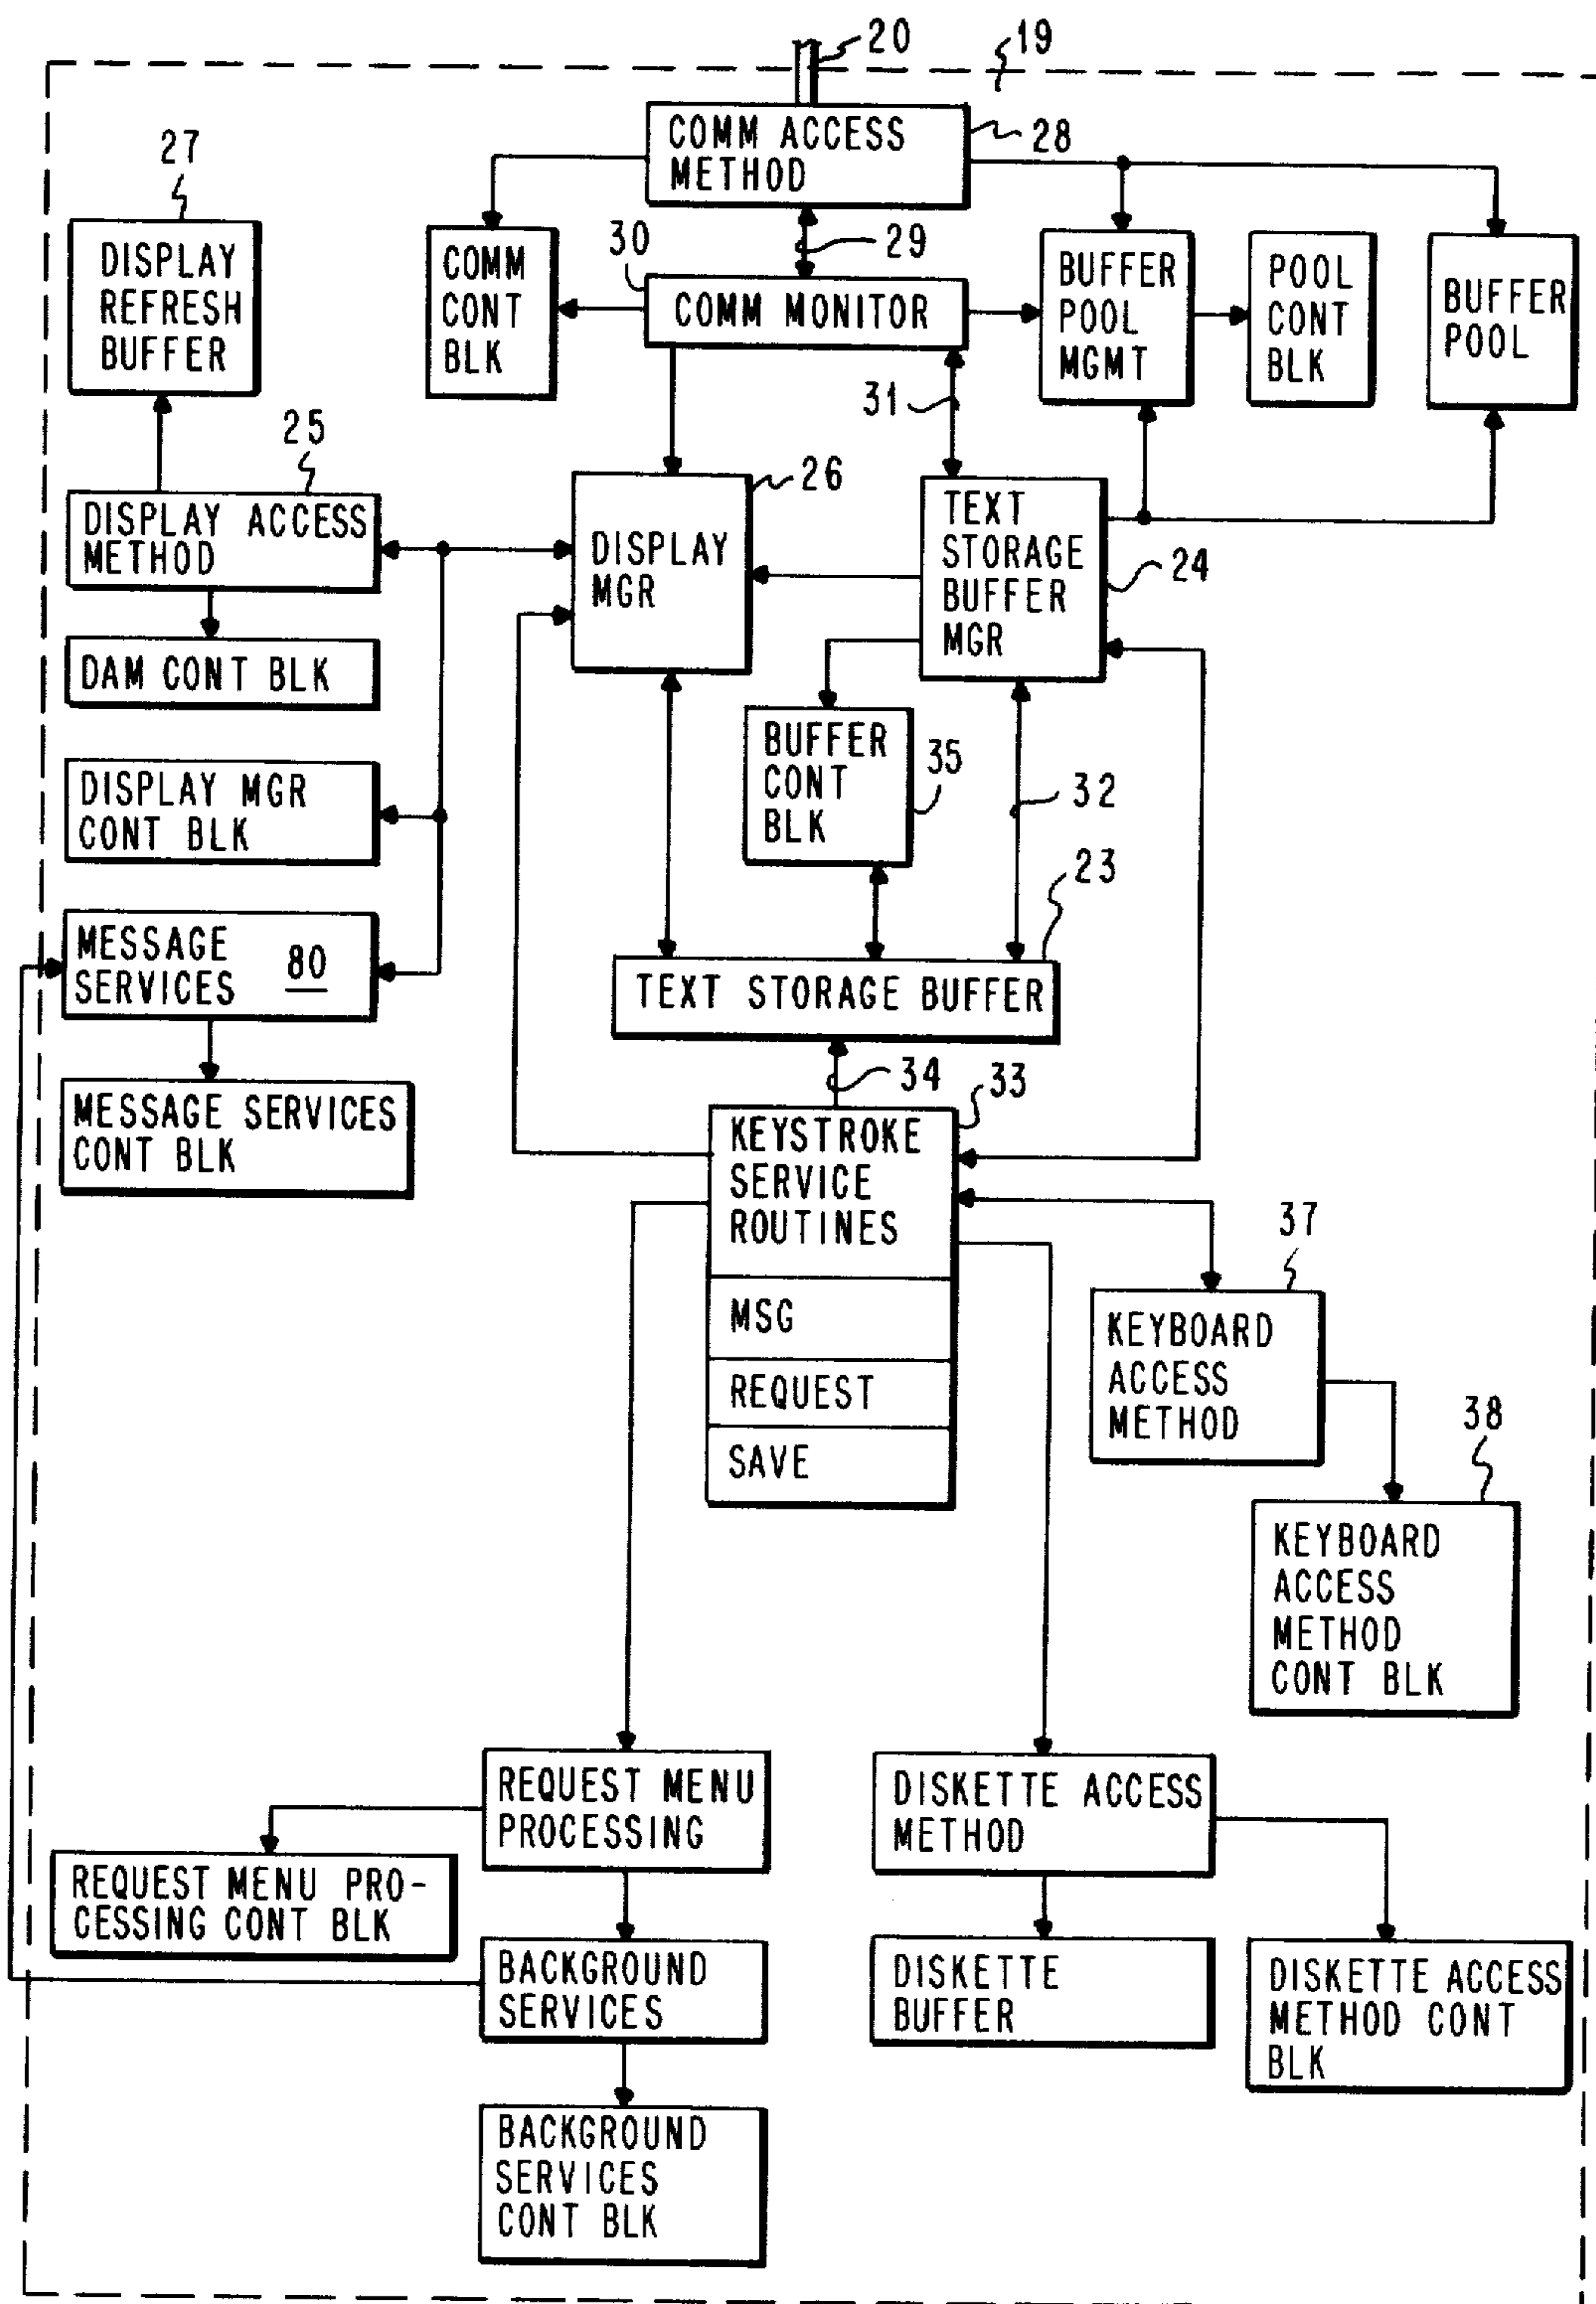 20
19
COMM ACCESS
METHOD
28
27
DISPLAY
REFRESH
BUFFER
COMM
CONT
BLK
29
30
COMM MONITOR
BUFFER
POOL
MGMT
POOL
CONT
BLK
BUFFER
POOL
31
25
DISPLAY ACCESS
METHOD
26
DISPLAY
MGR
TEXT
STORAGE
BUFFER
MGR
24
DAM CONT BLK
BUFFER
CONT
BLK
35
32
DISPLAY MGR
CONT BLK
23
MESSAGE
SERVICES
80
TEXT STORAGE BUFFER
34
33
MESSAGE SERVICES
CONT BLK
KEYSTROKE
SERVICE
ROUTINES
MSG
REQUEST
SAVE
37
KEYBOARD
ACCESS
METHOD
38
KEYBOARD
ACCESS
METHOD
CONT BLK
REQUEST MENU
PROCESSING
DISKETTE ACCESS
METHOD
REQUEST MENU PRO-
CESSING CONT BLK
BACKGROUND
SERVICES
DISKETTE
BUFFER
DISKETTE ACCESS
METHOD CONT
BLK
BACKGROUND
SERVICES
CONT BLK